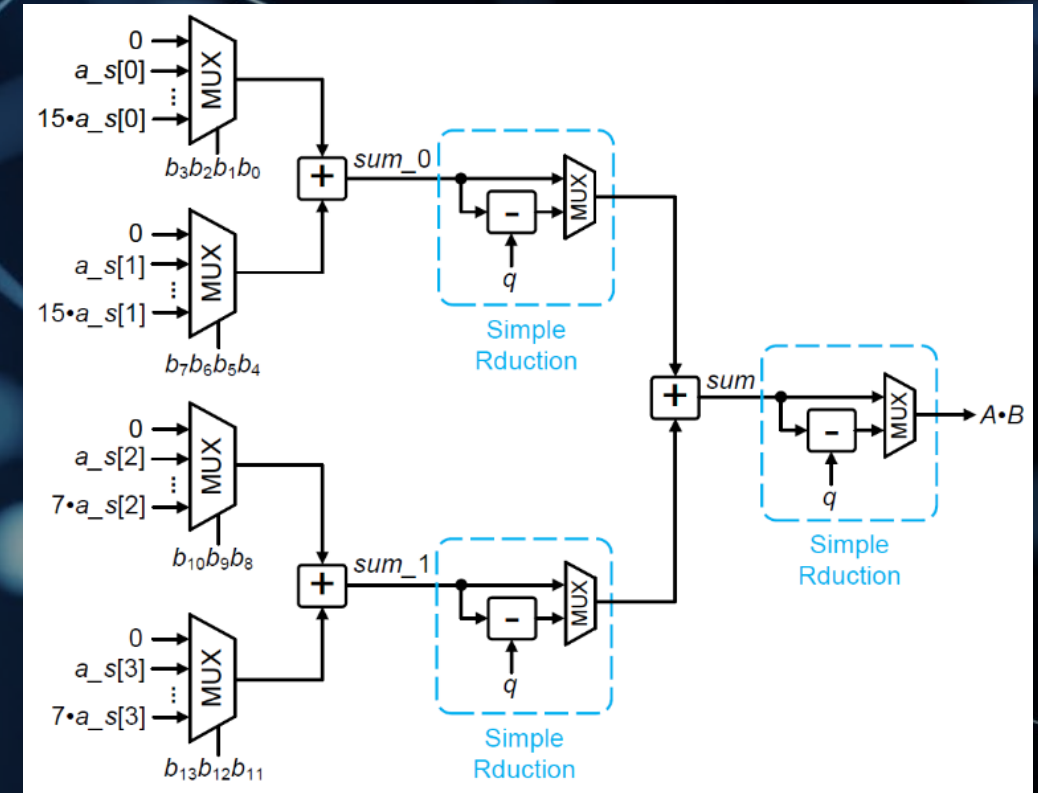 0
a_s[0]
⋮
15•a_s[0]
MUX
b₃b₂b₁b₀
0
a_s[1]
⋮
15•a_s[1]
MUX
b₇b₆b₅b₄
+
sum_0
-
q
MUX
Simple
Rduction
0
a_s[2]
⋮
7•a_s[2]
MUX
b₁₀b₉b₈
0
a_s[3]
⋮
7•a_s[3]
MUX
b₁₃b₁₂b₁₁
+
sum_1
-
q
MUX
Simple
Rduction
+
sum
-
q
MUX
A•B
Simple
Rduction